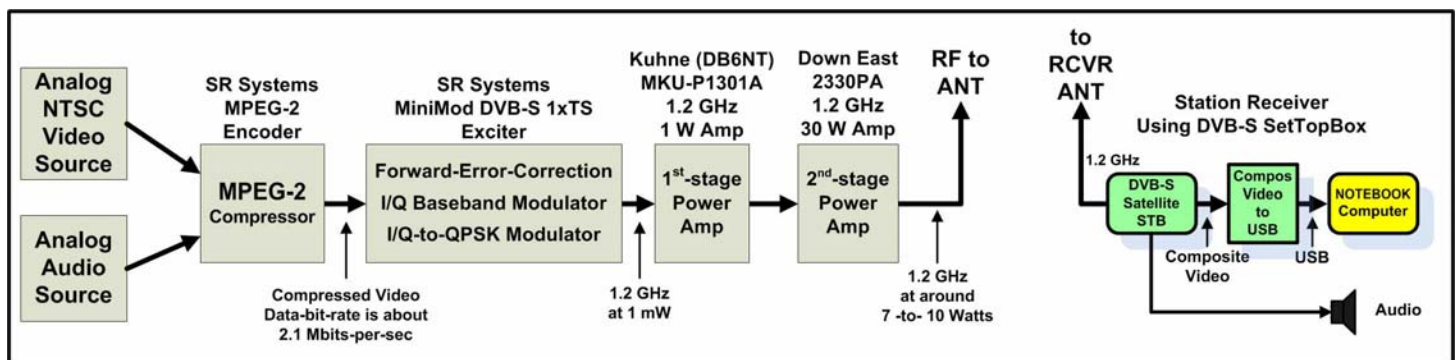 Analog
NTSC
Video
Source
Analog
Audio
Source
SR Systems
MPEG-2
Encoder
MPEG-2
Compressor
Compressed Video
Data-bit-rate is about
2.1 Mbits-per-sec
SR Systems
MiniMod DVB-S 1xTS
Exciter
Forward-Error-Correction
I/Q Baseband Modulator
I/Q-to-QPSK Modulator
1.2 GHz
at 1 mW
Kuhne (DB6NT)
MKU-P1301A
1.2 GHz
1 W Amp
1st-stage
Power
Amp
Down East
2330PA
1.2 GHz
30 W Amp
2nd-stage
Power
Amp
RF to
ANT
1.2 GHz
at around
7 -to- 10 Watts
to
RCVR
ANT
Station Receiver
Using DVB-S SetTopBox
1.2 GHz
DVB-S
Satellite
STB
Composite
Video
Compos
Video
to
USB
USB
NOTEBOOK
Computer
Audio